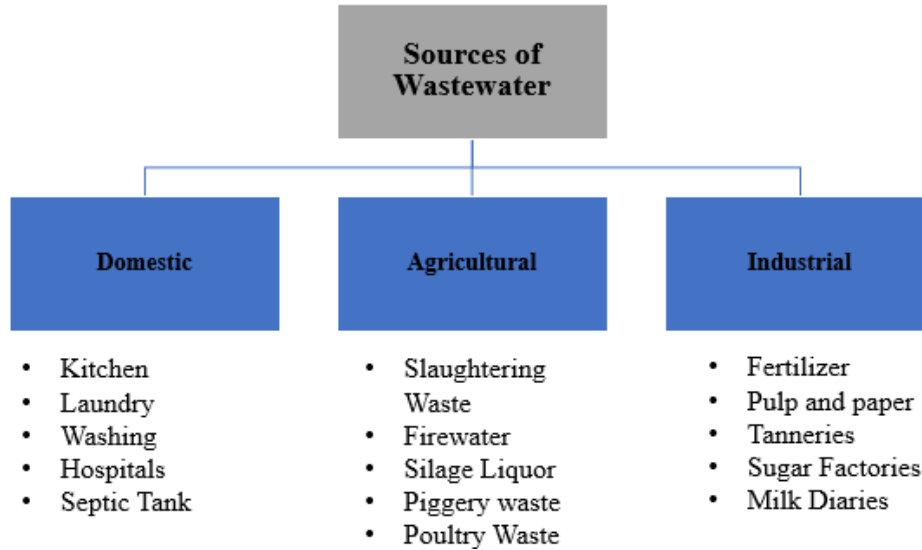 Sources of
Wastewater
Domestic
Agricultural
Industrial
• Kitchen
• Laundry
• Washing
• Hospitals
• Septic Tank
• Slaughtering
Waste
• Firewater
• Silage Liquor
• Piggery waste
• Poultry Waste
• Fertilizer
• Pulp and paper
• Tanneries
• Sugar Factories
• Milk Diaries